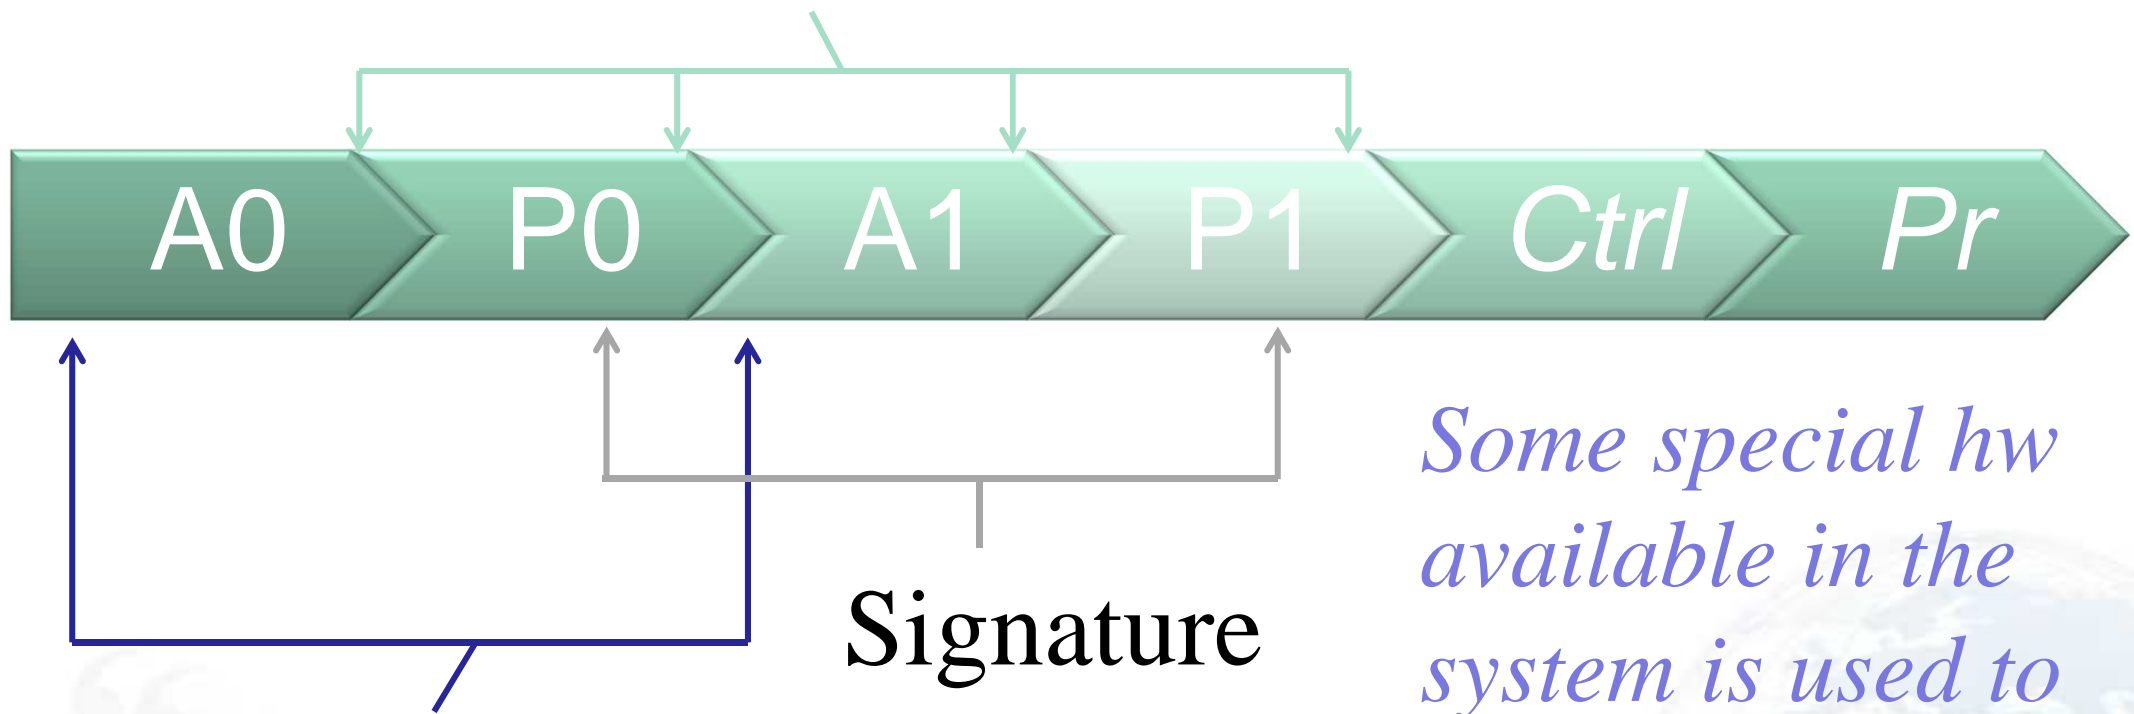 A0 P0 A1 P1 Ctrl Pr
Signature
Some special hw
available in the
system is used to